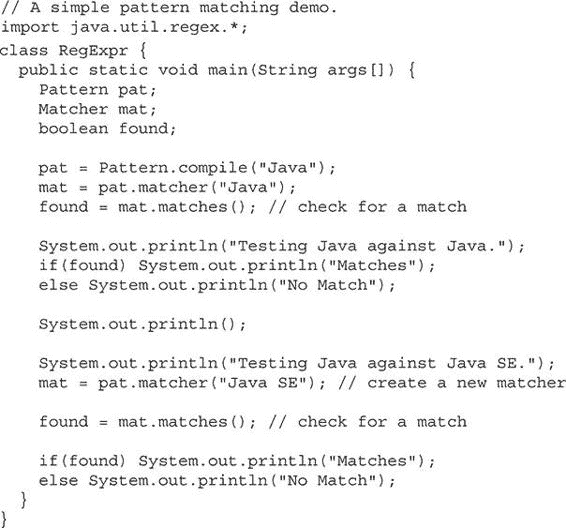 // A simple pattern matching demo.
import java.util.regex.*;
class RegExpr {
  public static void main(String args[]) {
    Pattern pat;
    Matcher mat;
    boolean found;

    pat = Pattern.compile("Java");
    mat = pat.matcher("Java");
    found = mat.matches(); // check for a match

    System.out.println("Testing Java against Java.");
    if(found) System.out.println("Matches");
    else System.out.println("No Match");

    System.out.println();

    System.out.println("Testing Java against Java SE.");
    mat = pat.matcher("Java SE"); // create a new matcher

    found = mat.matches(); // check for a match

    if(found) System.out.println("Matches");
    else System.out.println("No Match");
  }
}